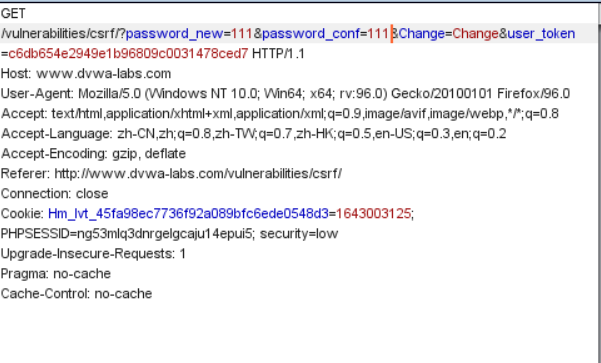 GET
/vulnerabilities/csrf/?password_new=111&password_conf=111&Change=Change&user_token
=c6db654e2949e1b96809c0031478ced7 HTTP/1.1
Host: www.dvwa-labs.com
User-Agent: Mozilla/5.0 (Windows NT 10.0; Win64; x64; rv:96.0) Gecko/20100101 Firefox/96.0
Accept: text/html,application/xhtml+xml,application/xml;q=0.9,image/avif,image/webp,*/*;q=0.8
Accept-Language: zh-CN,zh;q=0.8,zh-TW;q=0.7,zh-HK;q=0.5,en-US;q=0.3,en;q=0.2
Accept-Encoding: gzip, deflate
Referer: http://www.dvwa-labs.com/vulnerabilities/csrf/
Connection: close
Cookie: Hm_lvt_45fa98ec7736f92a089bfc6ede0548d3=1643003125;
PHPSESSID=ng53mlq3dnrgelgcaju14epui5; security=low
Upgrade-Insecure-Requests: 1
Pragma: no-cache
Cache-Control: no-cache